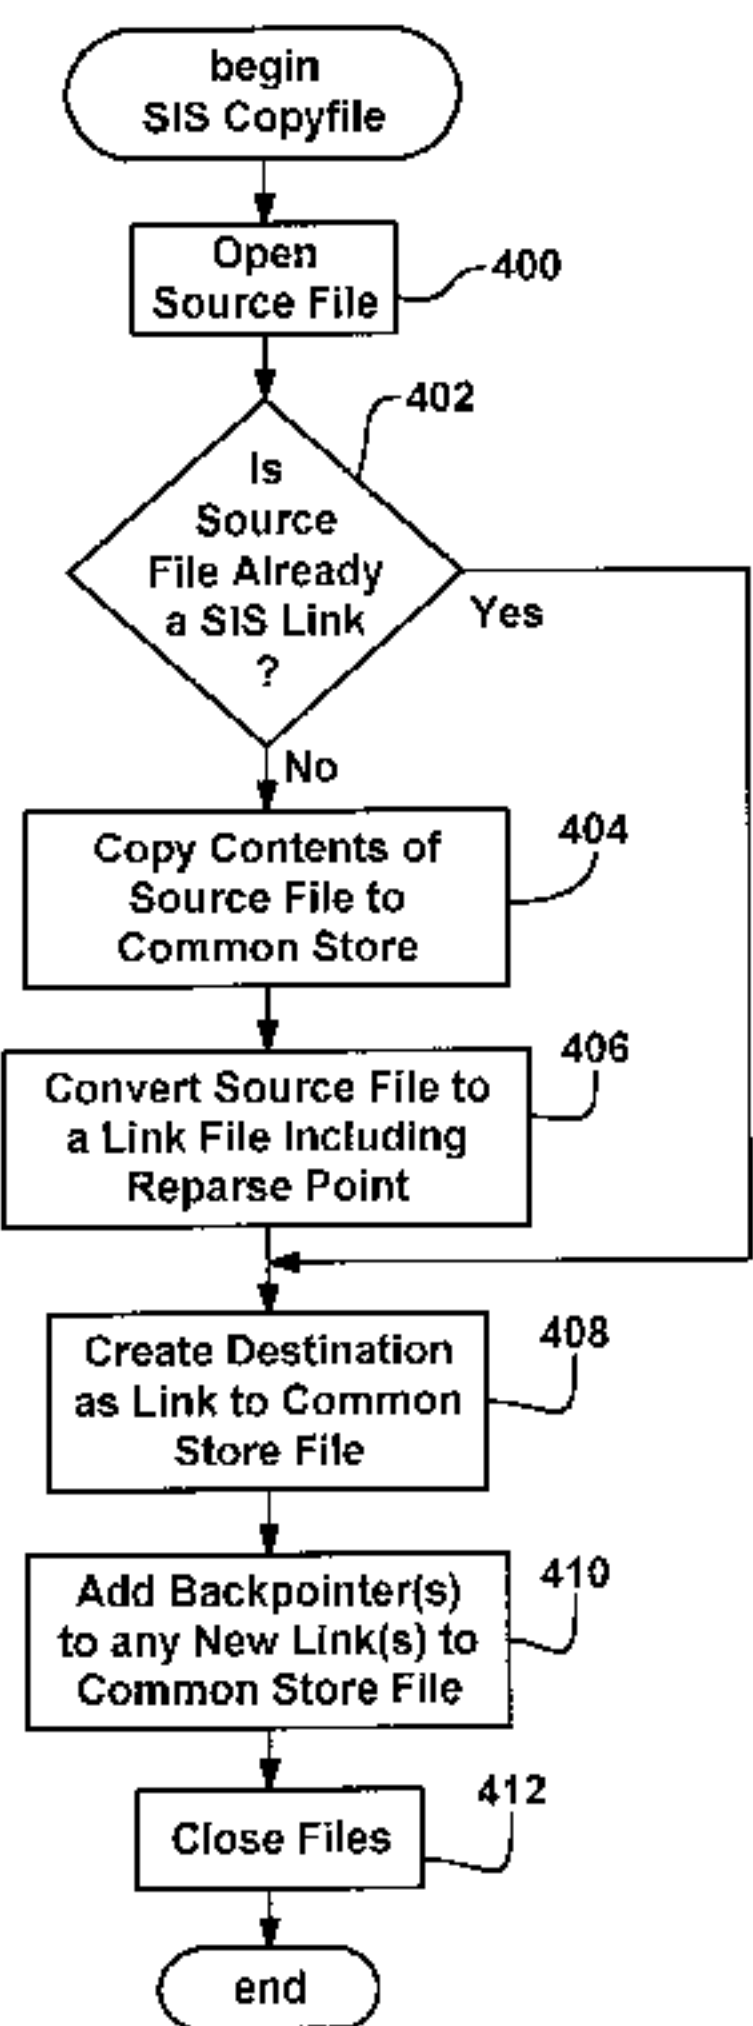 begin
SIS Copyfile
Open
Source File
400
402
Is
Source
File Already
a SIS Link
?
Yes
No
Copy Contents of
Source File to
Common Store
404
Convert Source File to
a Link File Including
Reparse Point
406
Create Destination
as Link to Common
Store File
408
Add Backpointer(s)
to any New Link(s) to
Common Store File
410
Close Files
412
end